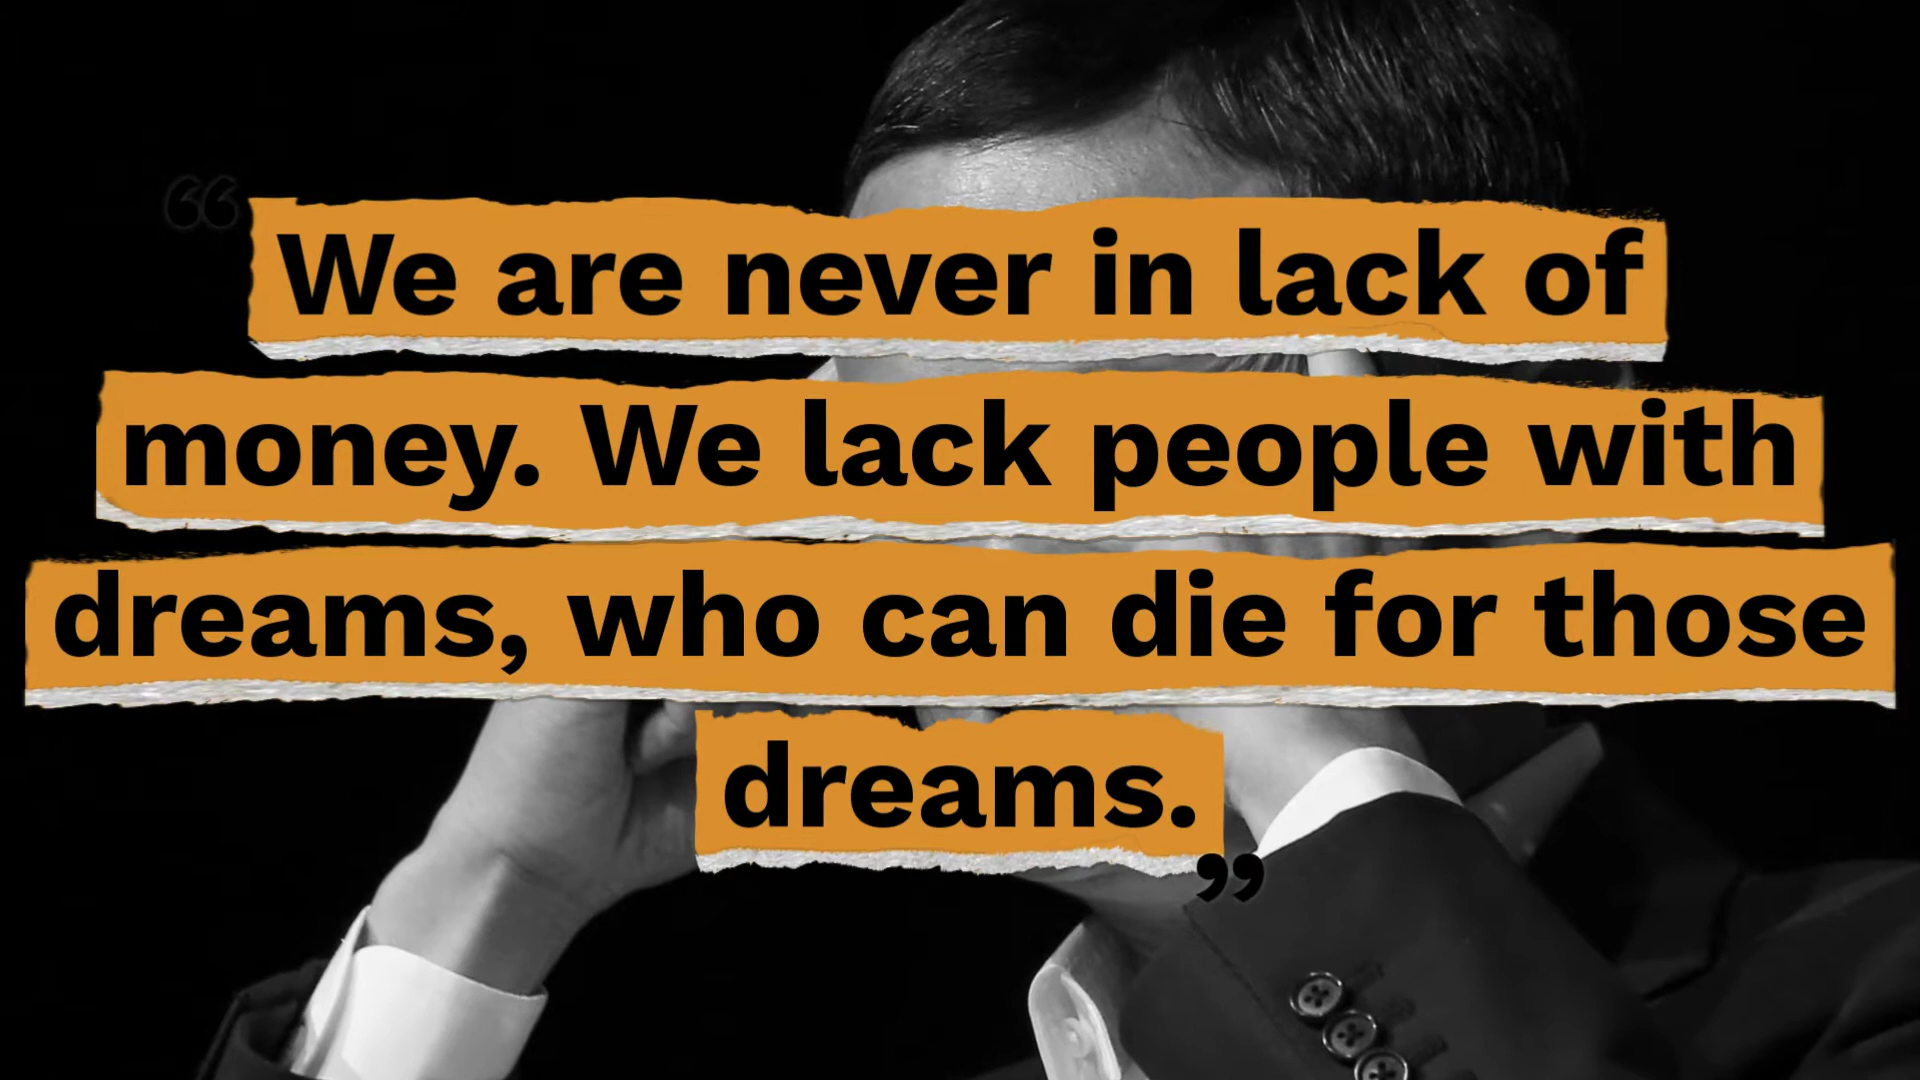 “We are never in lack of
money. We lack people with
dreams, who can die for those
dreams.”